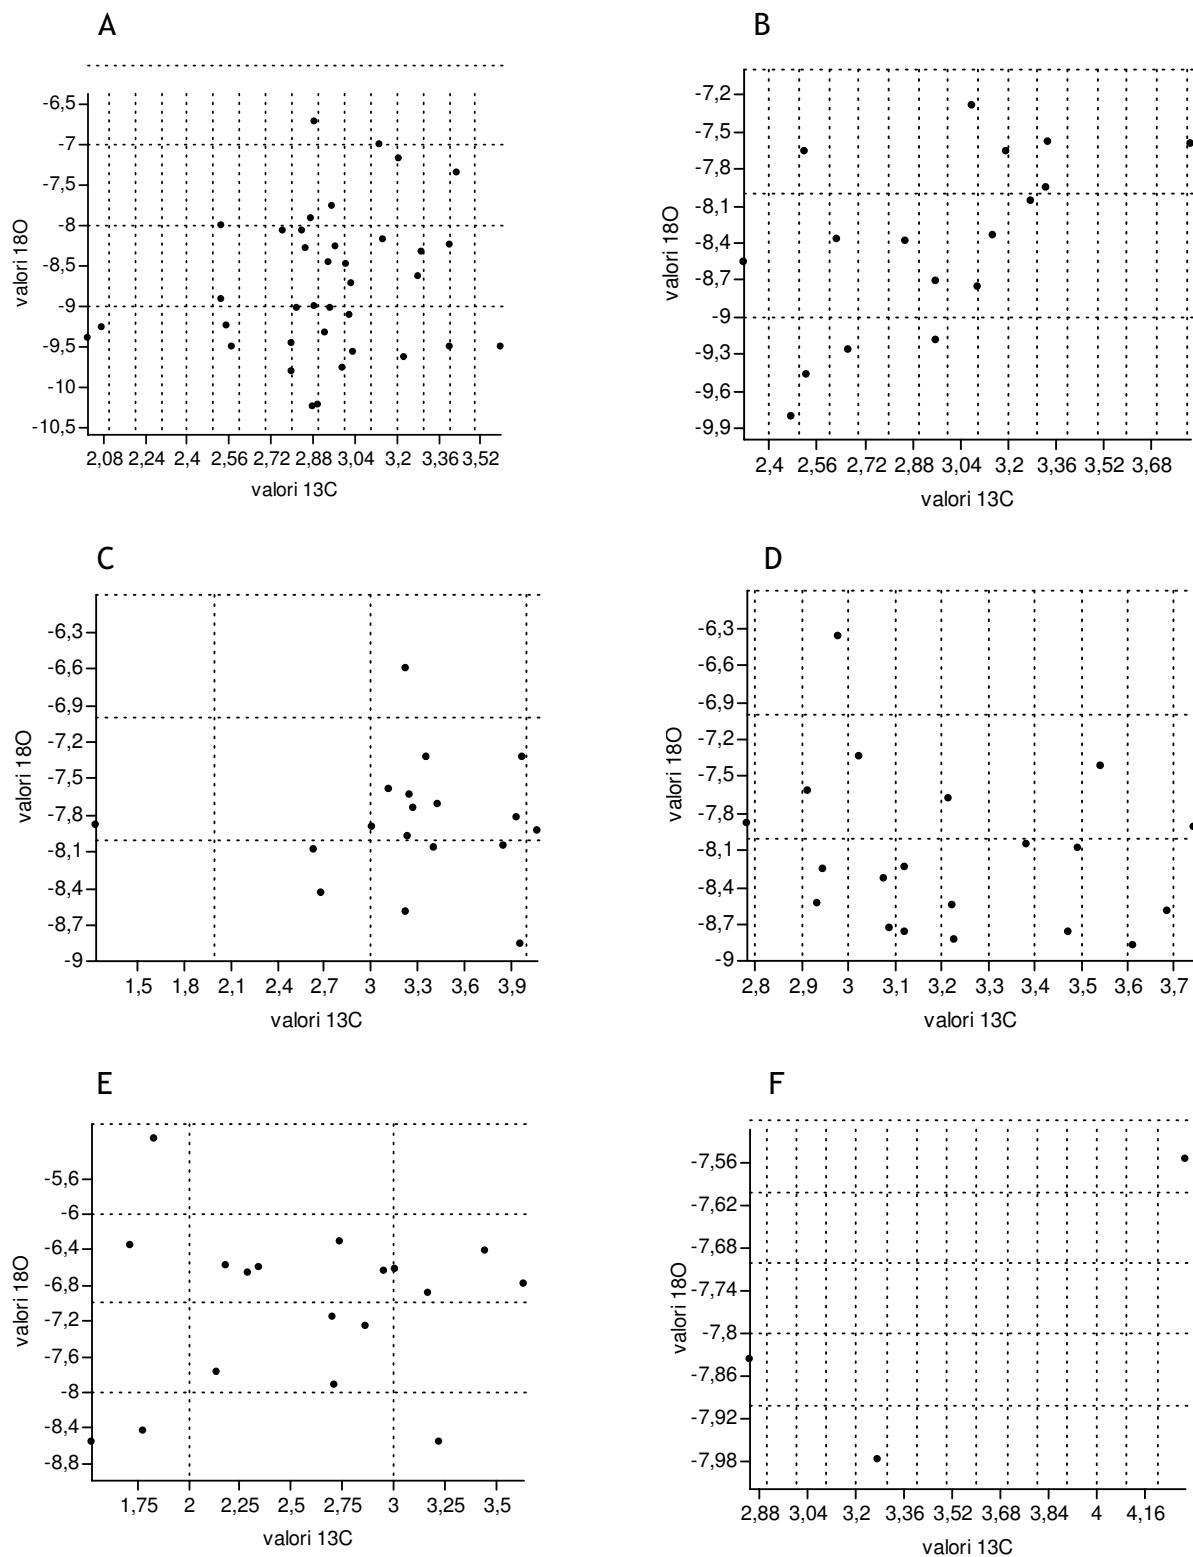 A
-6,5
-7
-7,5
-8
-8,5
-9
-9,5
-10
-10,5
valori 18O
2,08 2,24 2,4 2,56 2,72 2,88 3,04 3,2 3,36 3,52
valori 13C
B
-7,2
-7,5
-7,8
-8,1
-8,4
-8,7
-9
-9,3
-9,6
-9,9
valori 18O
2,4 2,56 2,72 2,88 3,04 3,2 3,36 3,52 3,68
valori 13C
C
-6,3
-6,6
-6,9
-7,2
-7,5
-7,8
-8,1
-8,4
-8,7
-9
valori 18O
1,5 1,8 2,1 2,4 2,7 3 3,3 3,6 3,9
valori 13C
D
-6,3
-6,6
-6,9
-7,2
-7,5
-7,8
-8,1
-8,4
-8,7
-9
valori 18O
2,8 2,9 3 3,1 3,2 3,3 3,4 3,5 3,6 3,7
valori 13C
E
-5,6
-6
-6,4
-6,8
-7,2
-7,6
-8
-8,4
-8,8
valori 18O
1,75 2 2,25 2,5 2,75 3 3,25 3,5
valori 13C
F
-7,56
-7,62
-7,68
-7,74
-7,8
-7,86
-7,92
-7,98
valori 18O
2,88 3,04 3,2 3,36 3,52 3,68 3,84 4 4,16
valori 13C